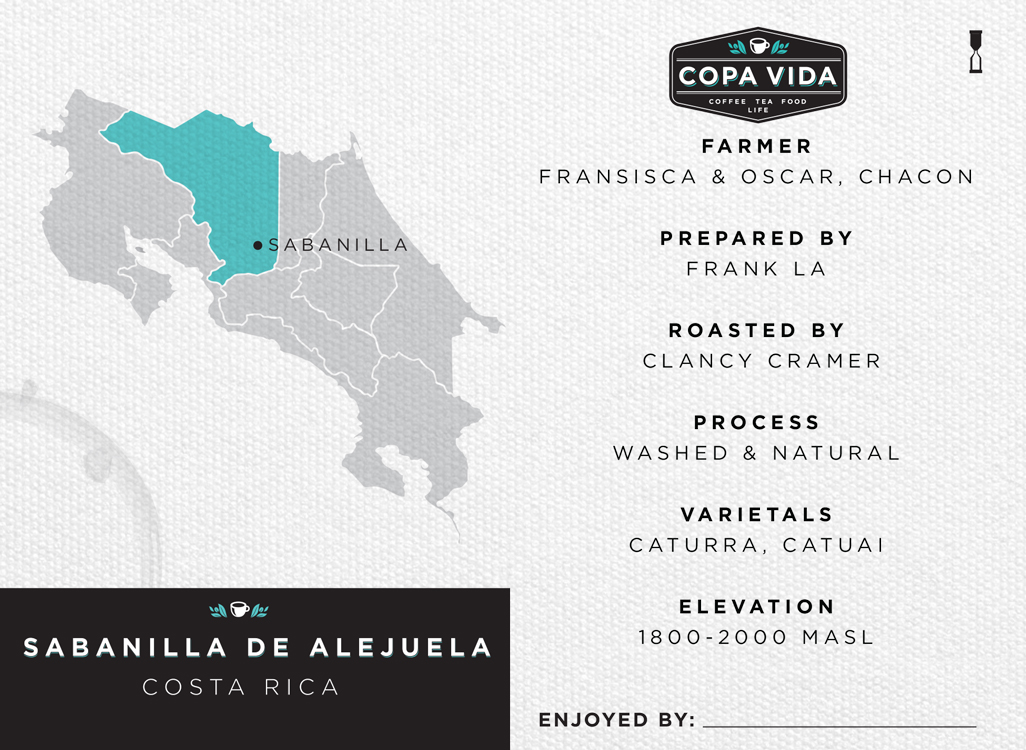 SABANILLA
SABANILLA DE ALEJUELA
COSTA RICA
COPA VIDA
COFFEE TEA FOOD
LIFE
FARMER
FRANSISCA & OSCAR, CHACON
PREPARED BY
FRANK LA
ROASTED BY
CLANCY CRAMER
PROCESS
WASHED & NATURAL
VARIETALS
CATURRA, CATUAI
ELEVATION
1800-2000 MASL
ENJOYED BY: